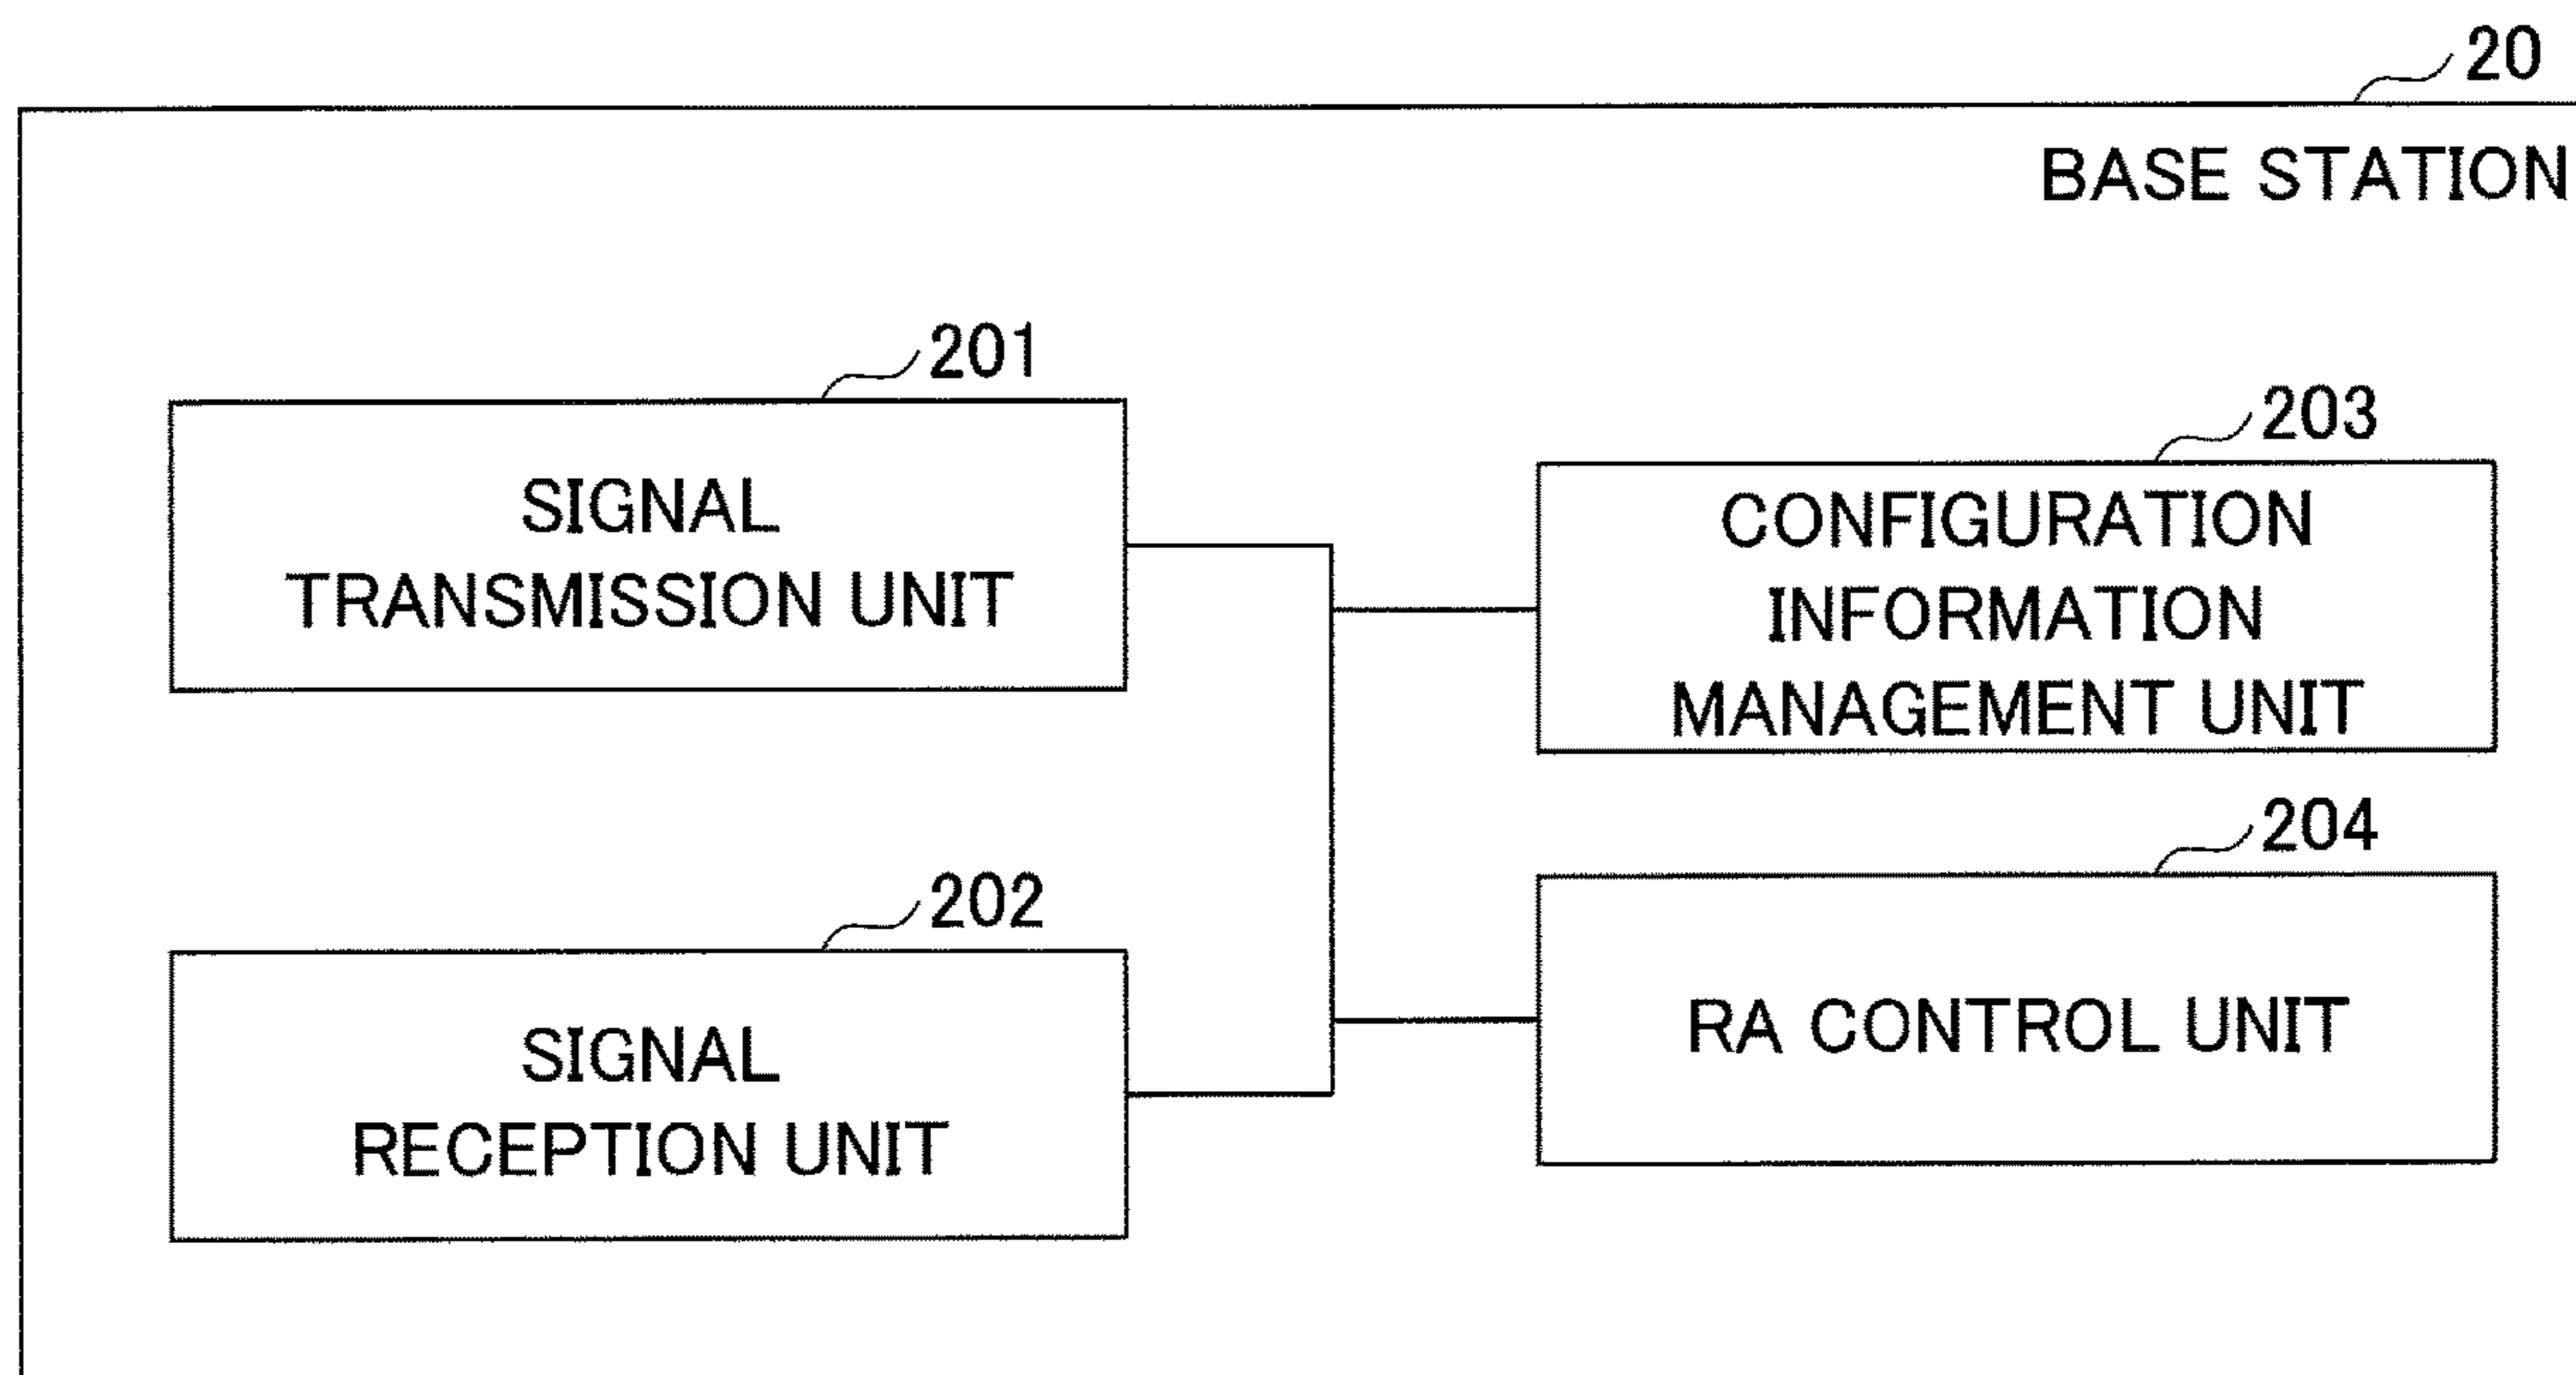 20
BASE STATION
201
SIGNAL
TRANSMISSION UNIT
203
CONFIGURATION
INFORMATION
MANAGEMENT UNIT
202
SIGNAL
RECEPTION UNIT
204
RA CONTROL UNIT